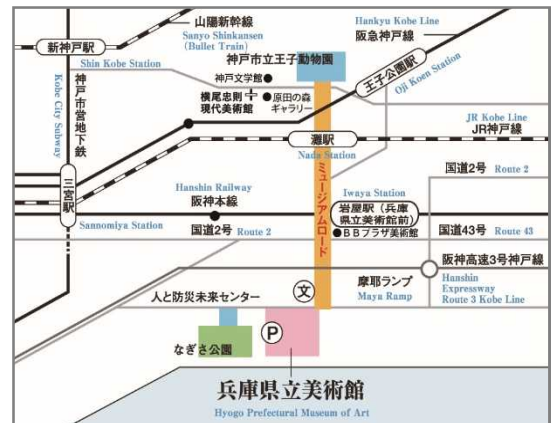 山陽新幹線
Sanyo Shinkansen
(Bullet Train)
Hankyu Kobe Line
阪急神戸線
新神戸駅
Shin Kobe Station
神戸市立王子動物園
神戸文学館
横尾忠則
現代美術館
原田の森
ギャラリー
王子公園駅
Oji Koen Station
神戸市営地下鉄
Kobe City Subway
JR Kobe Line
JR神戸線
灘駅
Nada Station
ミュージアムロード
国道2号 Route 2
三宮駅
Sannomiya Station
Hanshin Railway
阪神本線
Iwaya Station
岩屋駅(兵庫
県立美術館前)
BBプラザ美術館
国道2号 Route 2
国道43号 Route 43
阪神高速3号神戸線
Hanshin
Expressway
Route 3 Kobe Line
摩耶ランプ
Maya Ramp
人と防災未来センター
文
P
なぎさ公園
兵庫県立美術館
Hyogo Prefectural Museum of Art